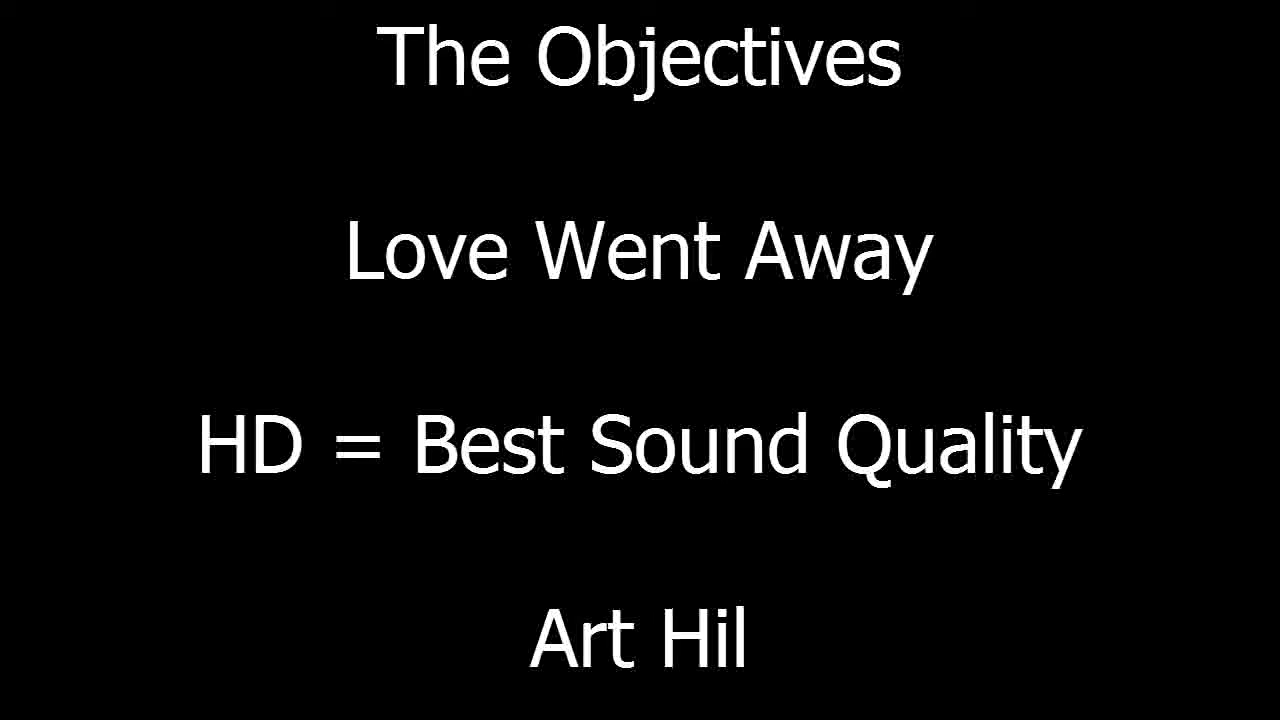 The Objectives
Love Went Away
HD = Best Sound Quality
Art Hil